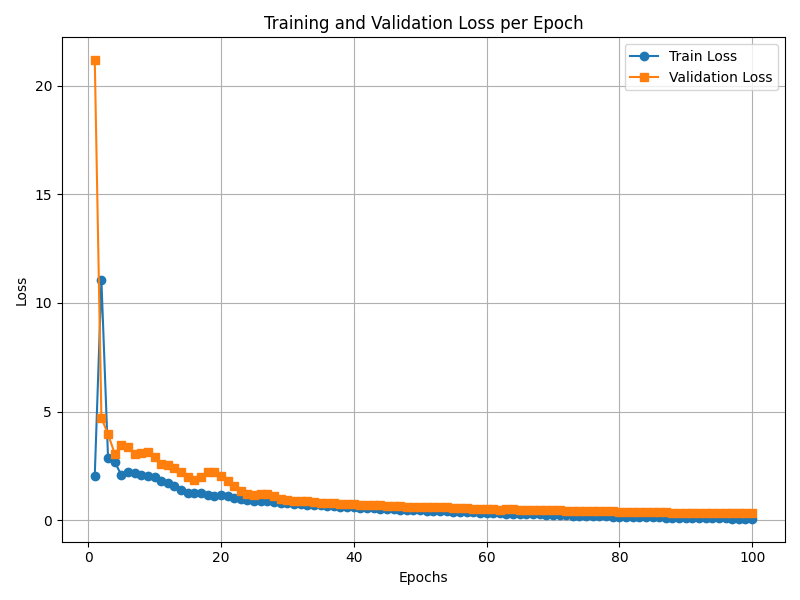 Training and Validation Loss per Epoch
Train Loss
Validation Loss
20
15
10
5
0
Loss
0 20 40 60 80 100
Epochs